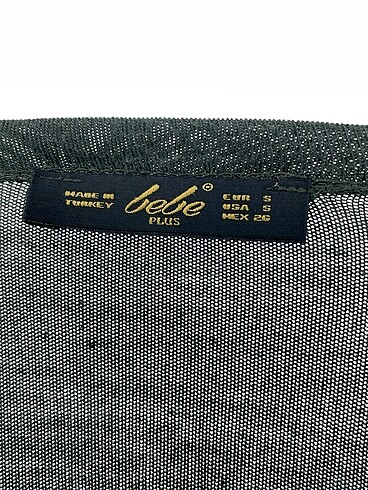 MADE IN
TURKEY
bebe®
PLUS
EUR S
USA S
MEX 26